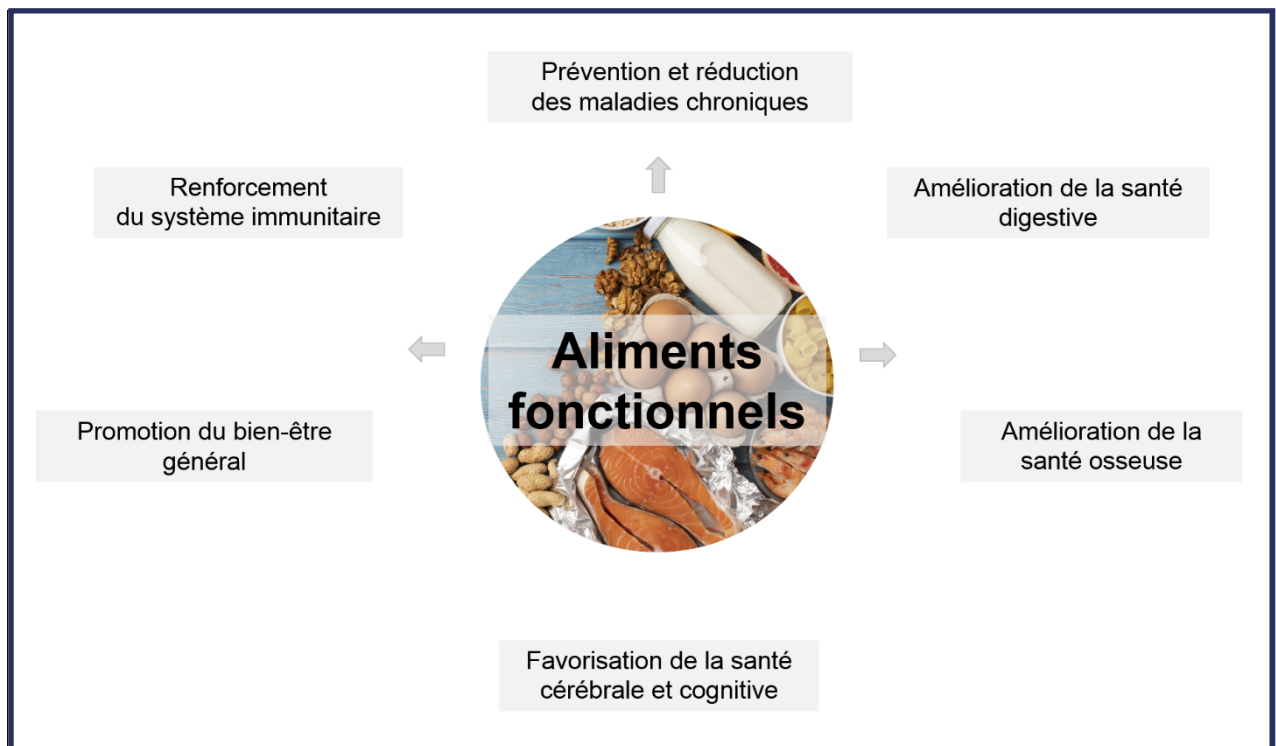 Prévention et réduction
des maladies chroniques
Renforcement
du système immunitaire
Amélioration de la santé
digestive
Aliments
fonctionnels
Promotion du bien-être
général
Amélioration de la
santé osseuse
Favorisation de la santé
cérébrale et cognitive